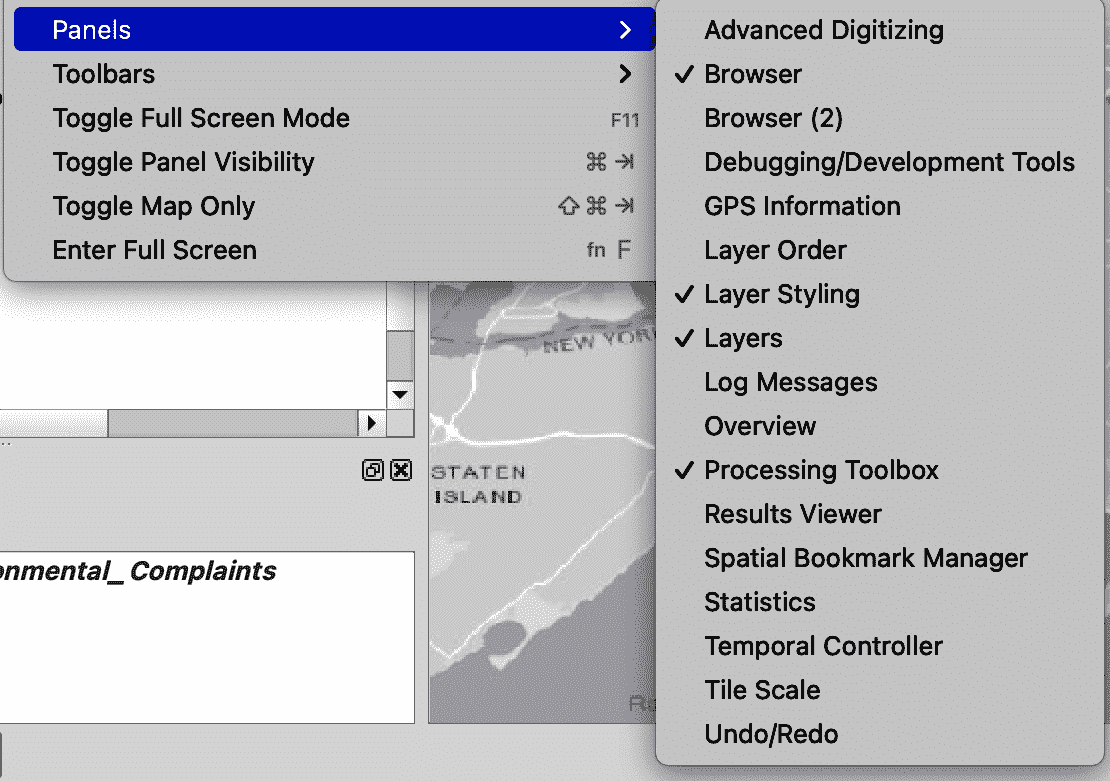 Panels
Toolbars
Toggle Full Screen Mode F11
Toggle Panel Visibility ⌘ ⇥
Toggle Map Only ⇧ ⌘ ⇥
Enter Full Screen fn F
Advanced Digitizing
✓ Browser
Browser (2)
Debugging/Development Tools
GPS Information
Layer Order
✓ Layer Styling
✓ Layers
Log Messages
Overview
✓ Processing Toolbox
Results Viewer
Spatial Bookmark Manager
Statistics
Temporal Controller
Tile Scale
Undo/Redo
NEW YOR
STATEN
ISLAND
onmental_ Complaints